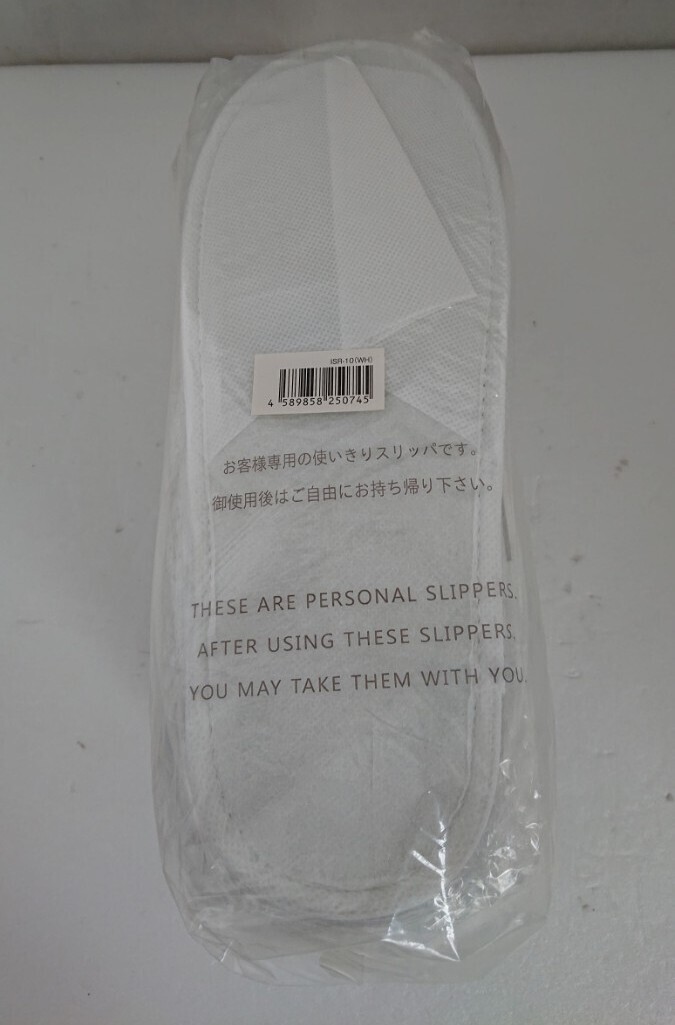 ISR-10(WH)
4 589858 250745
お客様専用の使いきりスリッパです。
御使用後はご自由にお持ち帰り下さい。
THESE ARE PERSONAL SLIPPERS.
AFTER USING THESE SLIPPERS,
YOU MAY TAKE THEM WITH YOU.